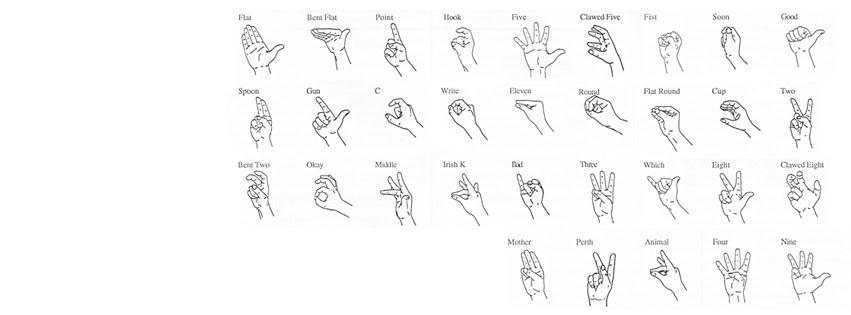 Flat Bent Flat Point Hook Five Clawed Five Fist Soon Good
Spoon Gun C Write Eleven Round Flat Round Cup Two
Bent Two Okay Middle Irish K Bad Three Which Eight Clawed Eight
Mother Perth Animal Four Nine